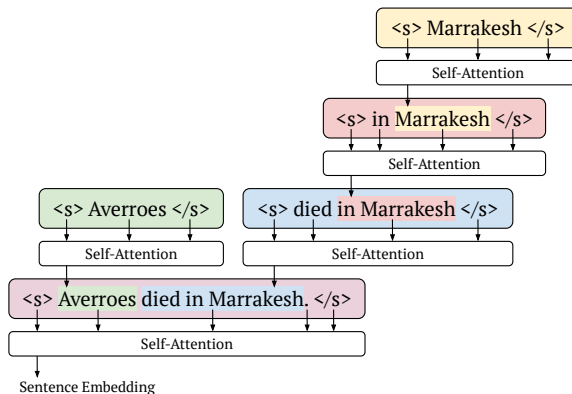 <s> Marrakesh </s>
Self-Attention
<s> in Marrakesh </s>
Self-Attention
<s> Averroes </s>
<s> died in Marrakesh </s>
Self-Attention
Self-Attention
<s> Averroes died in Marrakesh. </s>
Self-Attention
Sentence Embedding